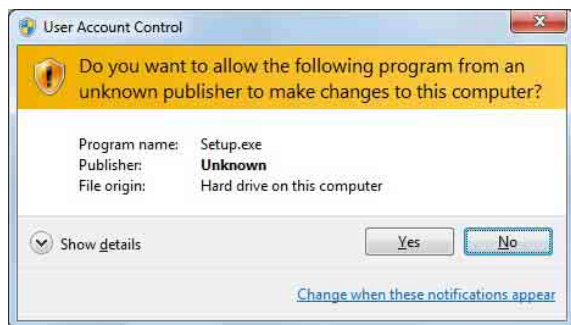 User Account Control
Do you want to allow the following program from an
unknown publisher to make changes to this computer?
Program name: Setup.exe
Publisher: Unknown
File origin: Hard drive on this computer
Show details
Yes
No
Change when these notifications appear